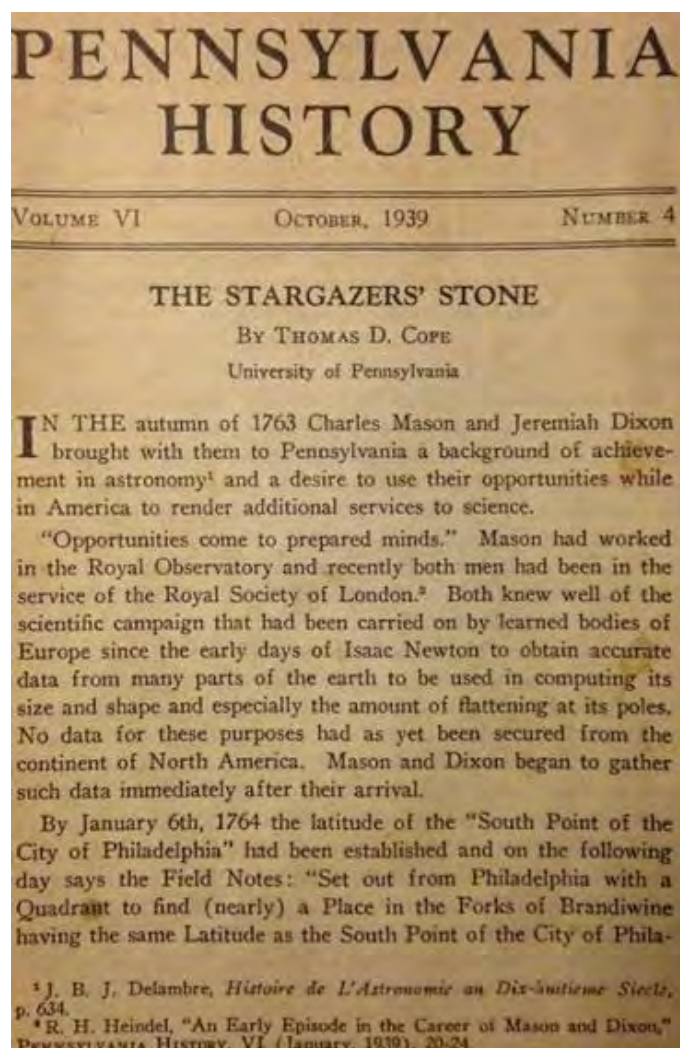 PENNSYLVANIA
HISTORY
VOLUME VI OCTOBER, 1939 NUMBER 4
THE STARGAZERS' STONE
BY THOMAS D. COPE
University of Pennsylvania
IN THE autumn of 1763 Charles Mason and Jeremiah Dixon
brought with them to Pennsylvania a background of achieve-
ment in astronomy¹ and a desire to use their opportunities while
in America to render additional services to science.
"Opportunities come to prepared minds." Mason had worked
in the Royal Observatory and recently both men had been in the
service of the Royal Society of London.² Both knew well of the
scientific campaign that had been carried on by learned bodies of
Europe since the early days of Isaac Newton to obtain accurate
data from many parts of the earth to be used in computing its
size and shape and especially the amount of flattening at its poles.
No data for these purposes had as yet been secured from the
continent of North America. Mason and Dixon began to gather
such data immediately after their arrival.
By January 6th, 1764 the latitude of the "South Point of the
City of Philadelphia" had been established and on the following
day says the Field Notes: "Set out from Philadelphia with a
Quadrant to find (nearly) a Place in the Forks of Brandiwine
having the same Latitude as the South Point of the City of Phila-
¹ J. B. J. Delambre, Histoire de L'Astronomie au Dix-huitieme Siecle,
p. 634.
² R. H. Heindel, "An Early Episode in the Career of Mason and Dixon,"
PENNSYLVANIA HISTORY, VI (January, 1939), 20-24.